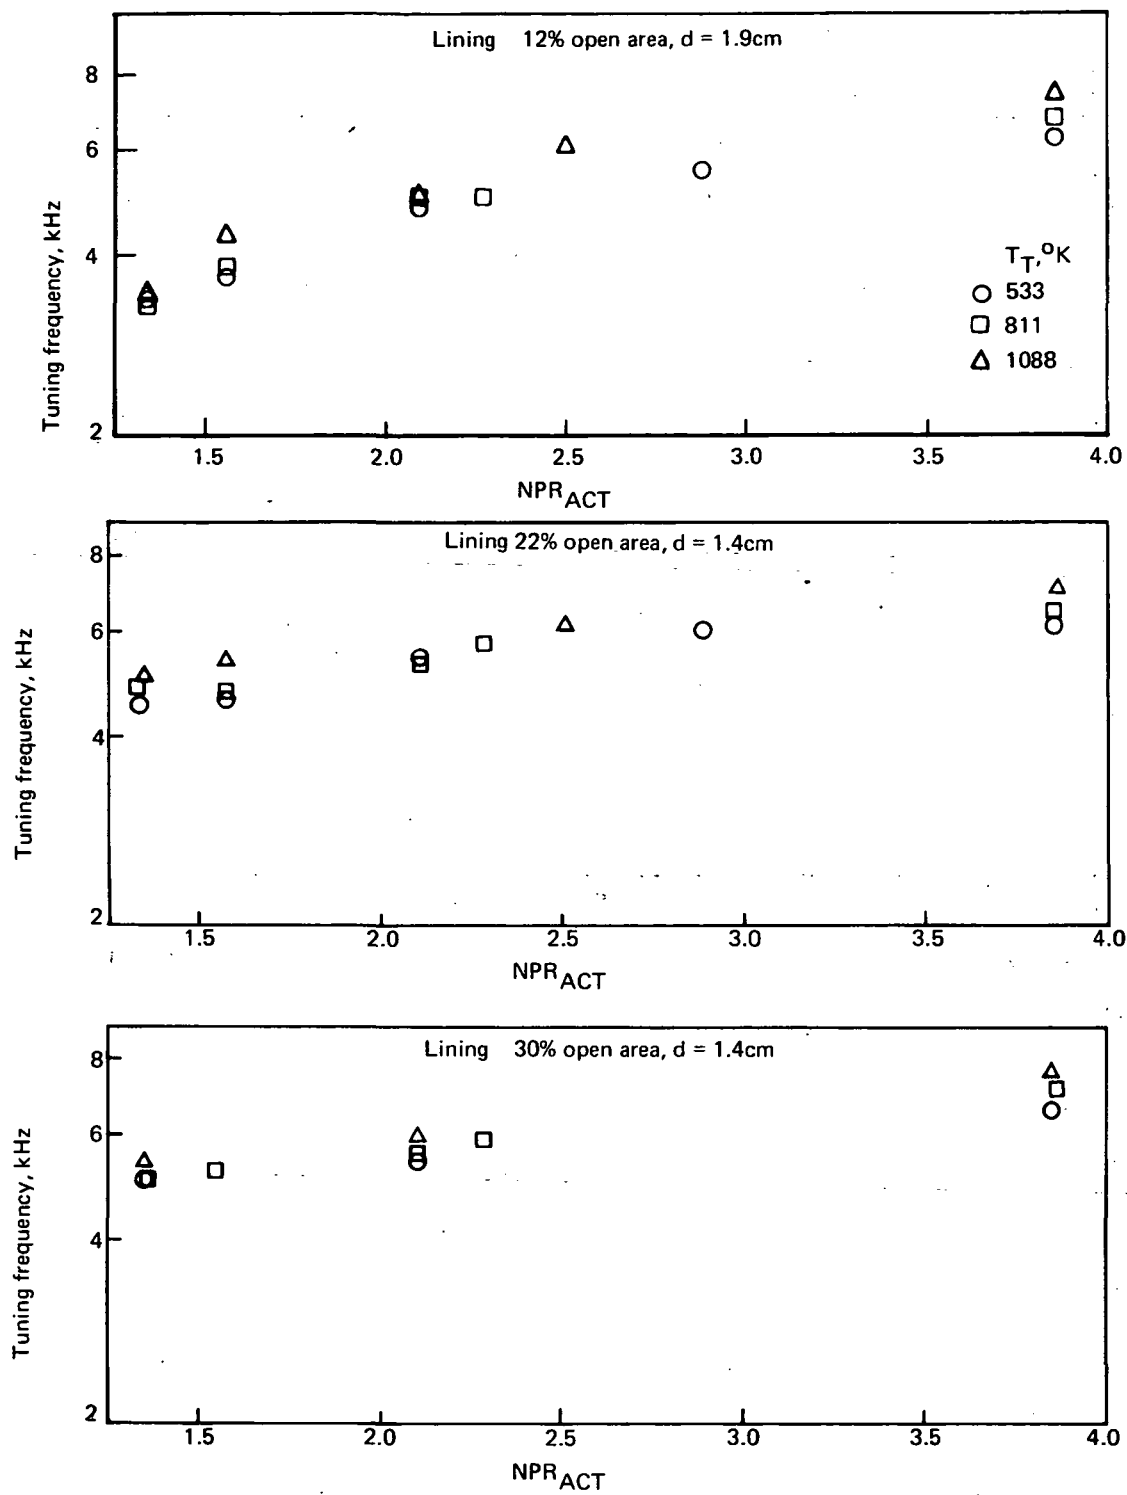 Lining 12% open area, d = 1.9cm
8
6
4
2
Tuning frequency, kHz
T_T, °K
533
811
1088
1.5 2.0 2.5 3.0 3.5 4.0
NPR_ACT
Lining 22% open area, d = 1.4cm
8
6
4
2
Tuning frequency, kHz
1.5 2.0 2.5 3.0 3.5 4.0
NPR_ACT
Lining 30% open area, d = 1.4cm
8
6
4
2
Tuning frequency, kHz
1.5 2.0 2.5 3.0 3.5 4.0
NPR_ACT